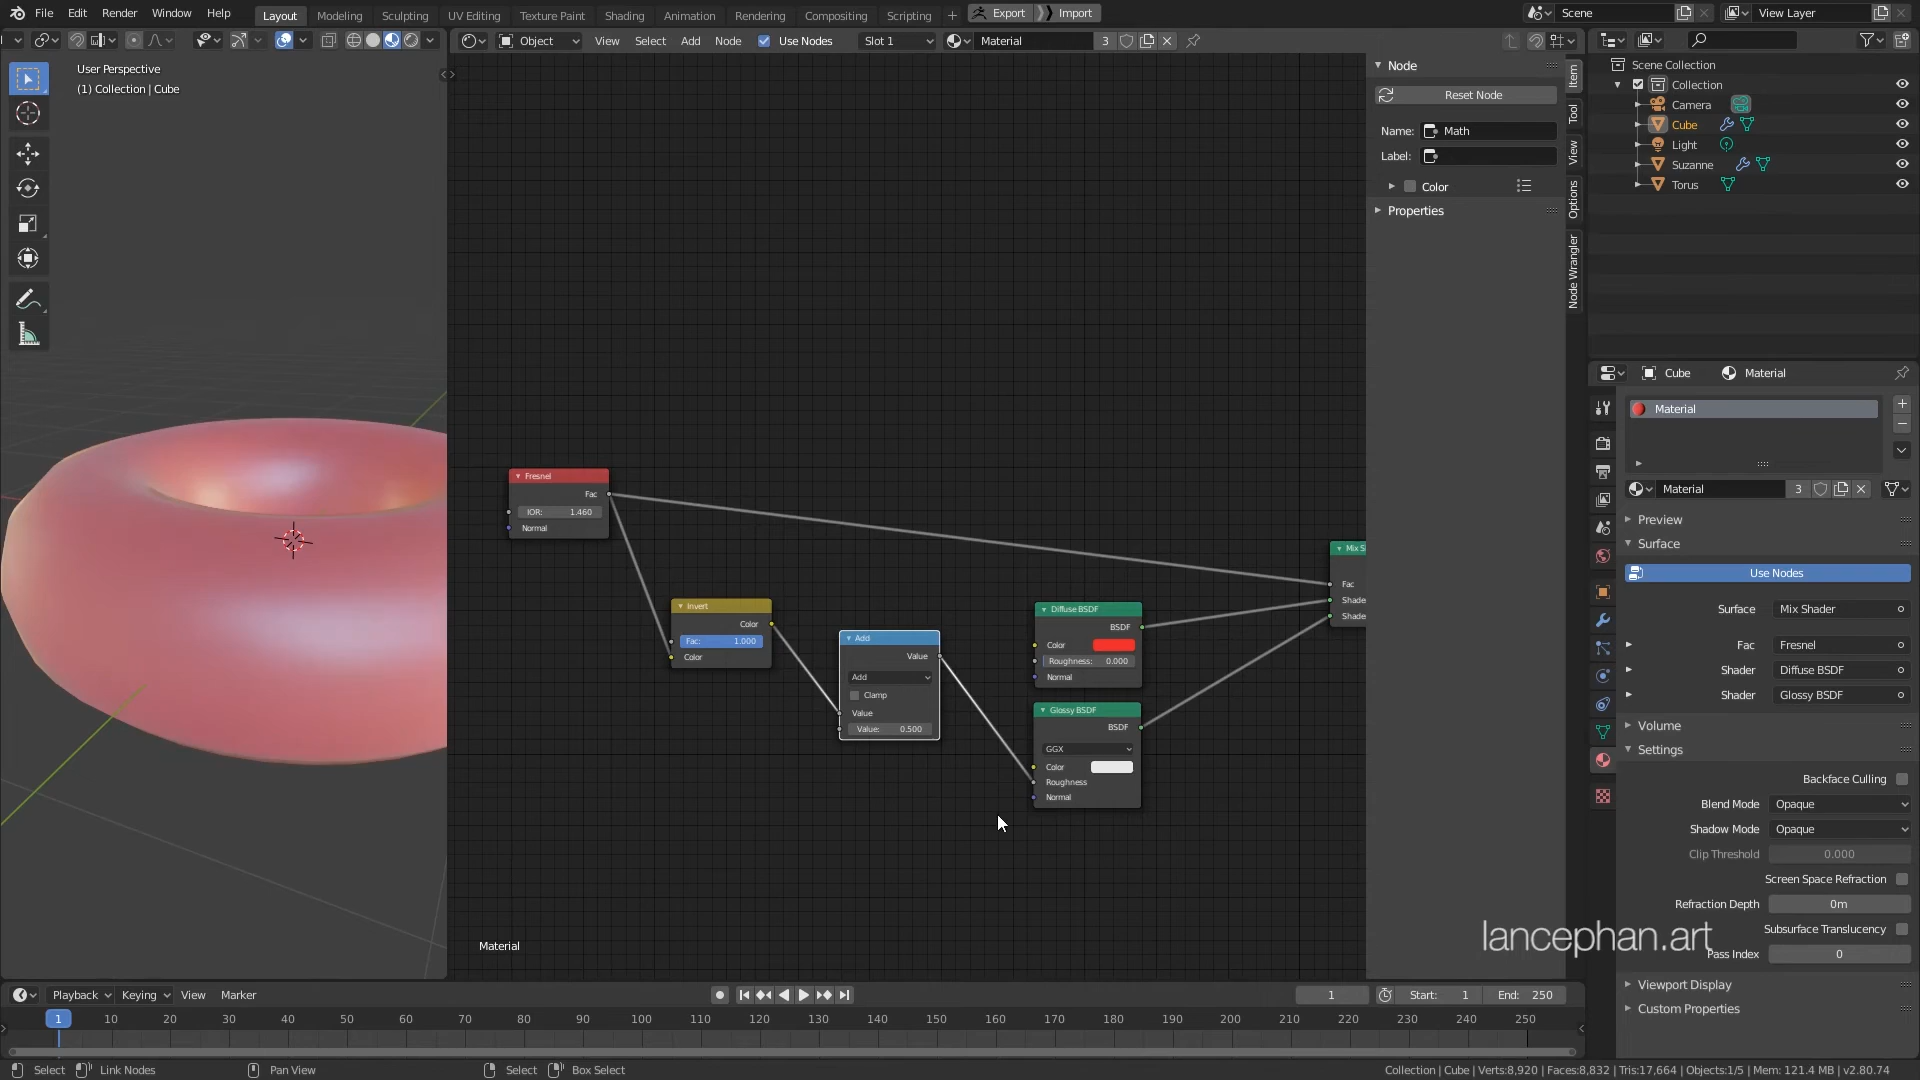 File Edit Render Window Help Layout Modeling Sculpting UV Editing Texture Paint Shading Animation Rendering Compositing Scripting + Export Import Scene View Layer
Object View Select Add Node Use Nodes Slot 1 Material 3
User Perspective
(1) Collection | Cube
Node
Reset Node
Name: Math
Label:
Color
Properties
Item
Tool
View
Options
Node Wrangler
Scene Collection
Collection
Camera
Cube
Light
Suzanne
Torus
Fresnel
Fac
IOR: 1.460
Normal
Invert
Color
Fac: 1.000
Color
Add
Value
Add
Clamp
Value
Value: 0.500
Diffuse BSDF
BSDF
Color
Roughness: 0.000
Normal
Glossy BSDF
BSDF
GGX
Color
Roughness
Normal
Mix S
Fac
Shade
Shade
Material
Cube Material
Material
Material 3
Preview
Surface
Use Nodes
Surface Mix Shader
Fac Fresnel
Shader Diffuse BSDF
Shader Glossy BSDF
Volume
Settings
Backface Culling
Blend Mode Opaque
Shadow Mode Opaque
Clip Threshold 0.000
Screen Space Refraction
Refraction Depth 0m
Subsurface Translucency
Pass Index 0
Viewport Display
Custom Properties
lancephan.art
Playback Keying View Marker 1 Start: 1 End: 250
1 10 20 30 40 50 60 70 80 90 100 110 120 130 140 150 160 170 180 190 200 210 220 230 240 250
Select Link Nodes Pan View Select Box Select Collection | Cube | Verts:8,920 | Faces:8,832 | Tris:17,664 | Objects:1/5 | Mem: 121.4 MB | v2.80.74